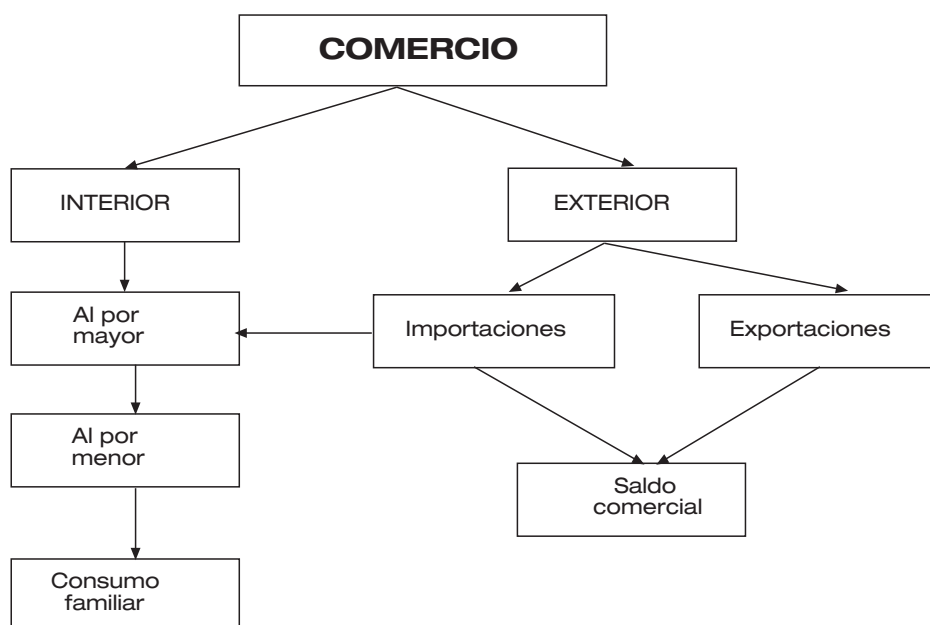 COMERCIO
INTERIOR
EXTERIOR
Al por
mayor
Importaciones
Exportaciones
Al por
menor
Saldo
comercial
Consumo
familiar